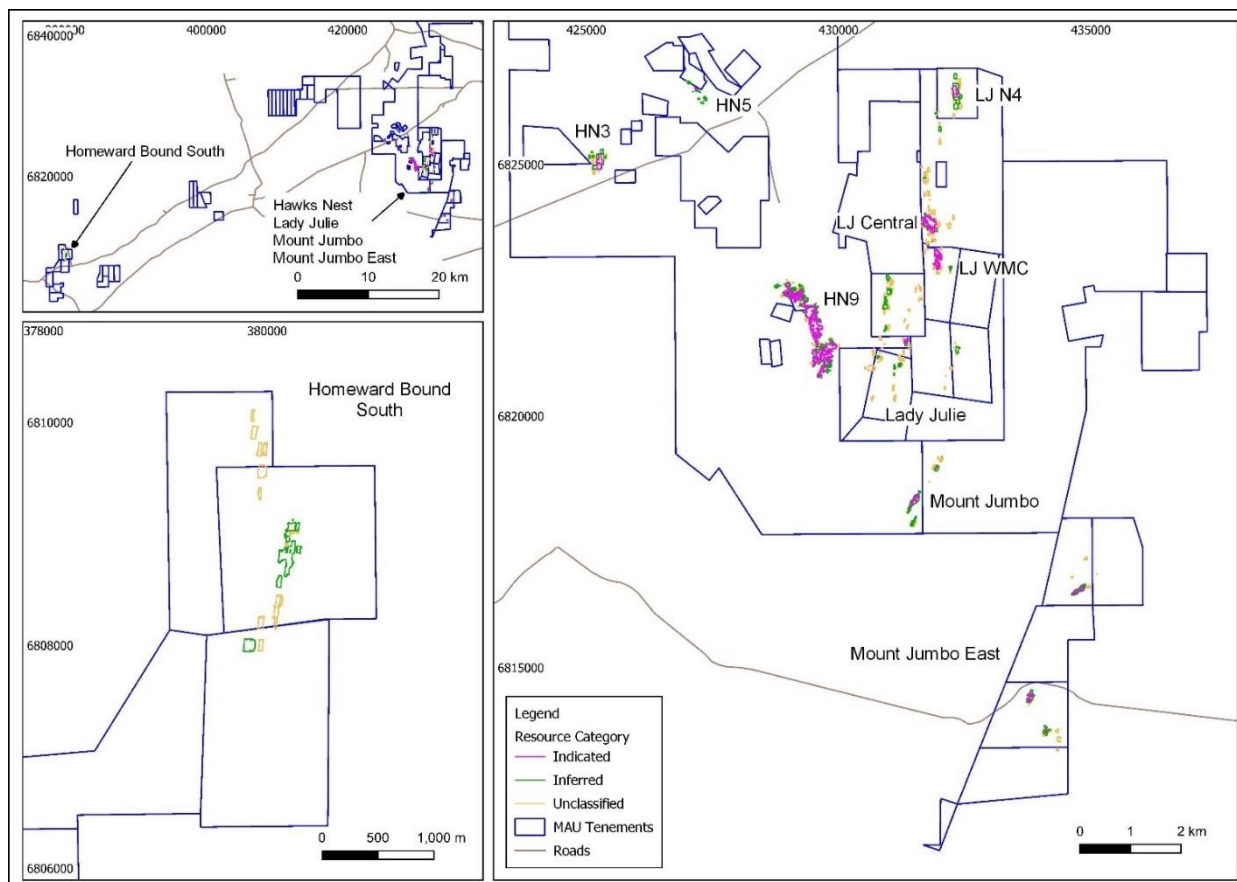 400000
420000
6840000
Homeward Bound South
6820000
Hawks Nest
Lady Julie
Mount Jumbo
Mount Jumbo East
0 10 20 km
378000
380000
Homeward Bound
South
6810000
6808000
0 500 1,000 m
6806000
425000
430000
435000
LJ N4
HN5
HN3
6825000
LJ Central
LJ WMC
HN9
6820000
Lady Julie
Mount Jumbo
Mount Jumbo East
6815000
Legend
Resource Category
Indicated
Inferred
Unclassified
MAU Tenements
Roads
0 1 2 km